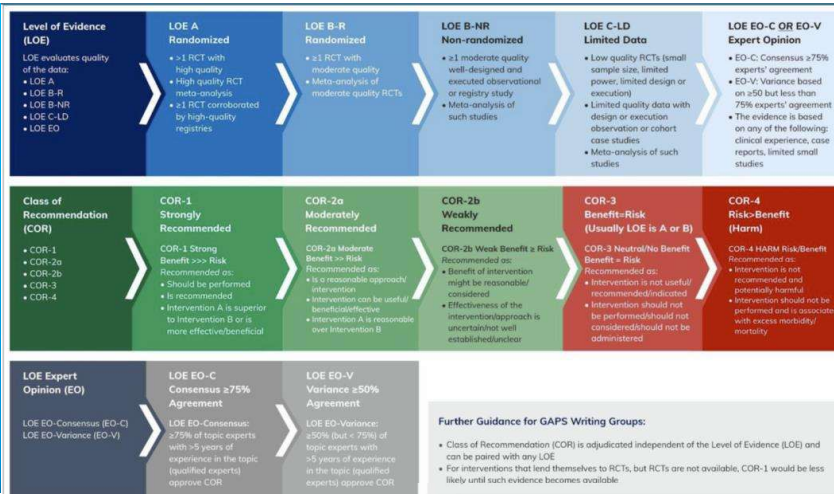 Level of Evidence
(LOE)
LOE evaluates quality
of the data:
• LOE A
• LOE B-R
• LOE B-NR
• LOE C-LD
• LOE EO
LOE A
Randomized
• >1 RCT with
high quality
• High quality RCT
meta-analysis
• ≥1 RCT corroborated
by high-quality
registries
LOE B-R
Randomized
• ≥1 RCT with
moderate quality
• Meta-analysis of
moderate quality RCTs
LOE B-NR
Non-randomized
• ≥1 moderate quality
well-designed and
executed observational
or registry study
• Meta-analysis of
such studies
LOE C-LD
Limited Data
• Low quality RCTs (small
sample size, limited
power, limited design or
execution)
• Limited quality data with
design or execution
observation or cohort
case studies
• Meta-analysis of such
studies
LOE EO-C OR EO-V
Expert Opinion
• EO-C: Consensus ≥75%
experts' agreement
• EO-V: Variance based
on ≥50 but less than
75% experts' agreement
• The evidence is based
on any of the following:
clinical experience, case
reports, limited small
studies
Class of
Recommendation
(COR)
• COR-1
• COR-2a
• COR-2b
• COR-3
• COR-4
COR-1
Strongly
Recommended
COR-1 Strong
Benefit >>> Risk
Recommended as:
• Should be performed
• Is recommended
• Intervention A is superior
to Intervention B or is
more effective/beneficial
COR-2a
Moderately
Recommended
COR-2a Moderate
Benefit >> Risk
Recommended as:
• Is a reasonable approach/
intervention
• Intervention can be useful/
beneficial/effective
• Intervention A is reasonable
over Intervention B
COR-2b
Weakly
Recommended
COR-2b Weak Benefit ≥ Risk
Recommended as:
• Benefit of intervention
might be reasonable/
considered
• Effectiveness of the
intervention/approach is
uncertain/not well
established/unclear
COR-3
Benefit=Risk
(Usually LOE is A or B)
COR-3 Neutral/No Benefit
Benefit = Risk
Recommended as:
• Intervention is not useful/
recommended/indicated
• Intervention should not
be performed/should not
considered/should not be
administered
COR-4
Risk>Benefit
(Harm)
COR-4 HARM Risk/Benefit
Recommended as:
• Intervention is not
recommended and
potentially harmful
• Intervention should not be
performed and is associate
with excess morbidity/
mortality
LOE Expert
Opinion (EO)
LOE EO-Consensus (EO-C)
LOE EO-Variance (EO-V)
LOE EO-C
Consensus ≥75%
Agreement
LOE EO-Consensus:
≥75% of topic experts
with >5 years of
experience in the topic
(qualified experts)
approve COR
LOE EO-V
Variance ≥50%
Agreement
LOE EO-Variance:
≥50% (but < 75%) of
topic experts with
>5 years of experience
in the topic (qualified
experts) approve COR
Further Guidance for GAPS Writing Groups:
• Class of Recommendation (COR) is adjudicated independent of the Level of Evidence (LOE) and
can be paired with any LOE
• For interventions that lend themselves to RCTs, but RCTs are not available, COR-1 would be less
likely until such evidence becomes available